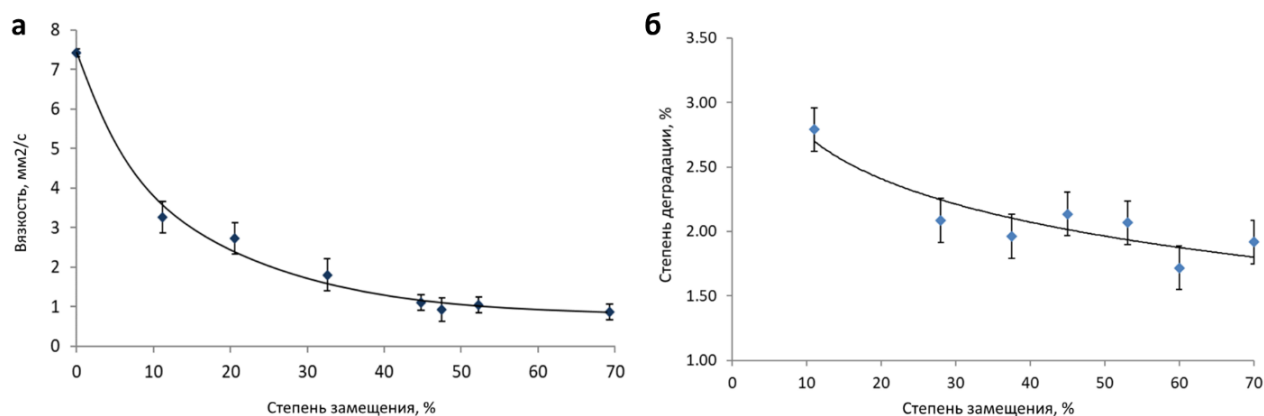 а
8
7
6
5
4
3
2
1
0
Вязкость, мм2/с
0 10 20 30 40 50 60 70
Степень замещения, %
б
3.50
3.00
2.50
2.00
1.50
1.00
Степень деградации, %
0 10 20 30 40 50 60 70
Степень замещения, %